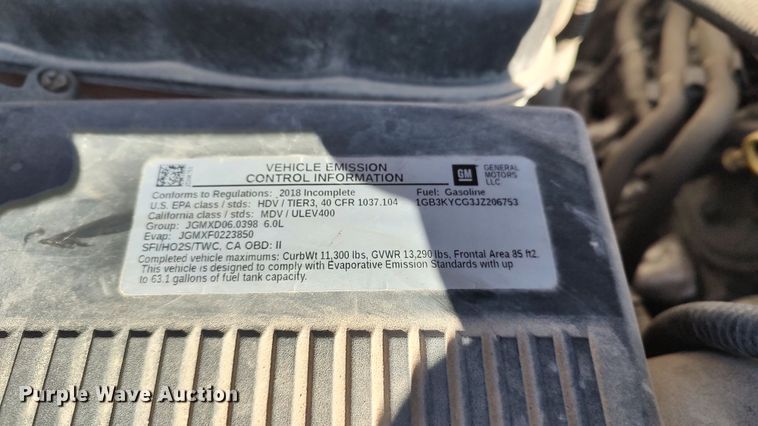 VEHICLE EMISSION
CONTROL INFORMATION
GM
GENERAL
MOTORS
LLC
Conforms to Regulations: 2018 Incomplete Fuel: Gasoline
U.S. EPA class / stds: HDV / TIER3, 40 CFR 1037.104 1GB3KYCG3JZ206753
California class / stds: MDV / ULEV400
Group: JGMXD06.0398 6.0L
Evap: JGMXF0223850
SFI/HO2S/TWC, CA OBD: II
Completed vehicle maximums: CurbWt 11,300 lbs, GVWR 13,290 lbs, Frontal Area 85 ft2.
This vehicle is designed to comply with Evaporative Emission Standards with up
to 63.1 gallons of fuel tank capacity.
Purple Wave Auction